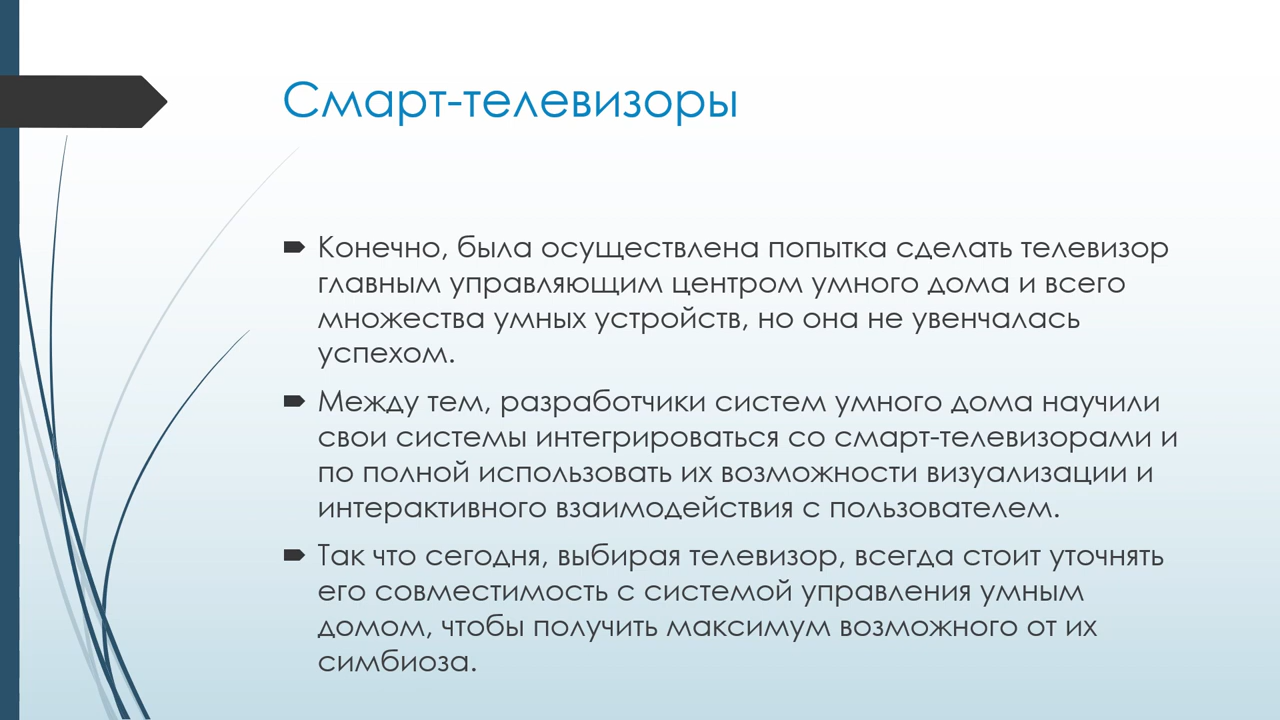 Смарт-телевизоры
Конечно, была осуществлена попытка сделать телевизор
главным управляющим центром умного дома и всего
множества умных устройств, но она не увенчалась
успехом.
Между тем, разработчики систем умного дома научили
свои системы интегрироваться со смарт-телевизорами и
по полной использовать их возможности визуализации и
интерактивного взаимодействия с пользователем.
Так что сегодня, выбирая телевизор, всегда стоит уточнять
его совместимость с системой управления умным
домом, чтобы получить максимум возможного от их
симбиоза.